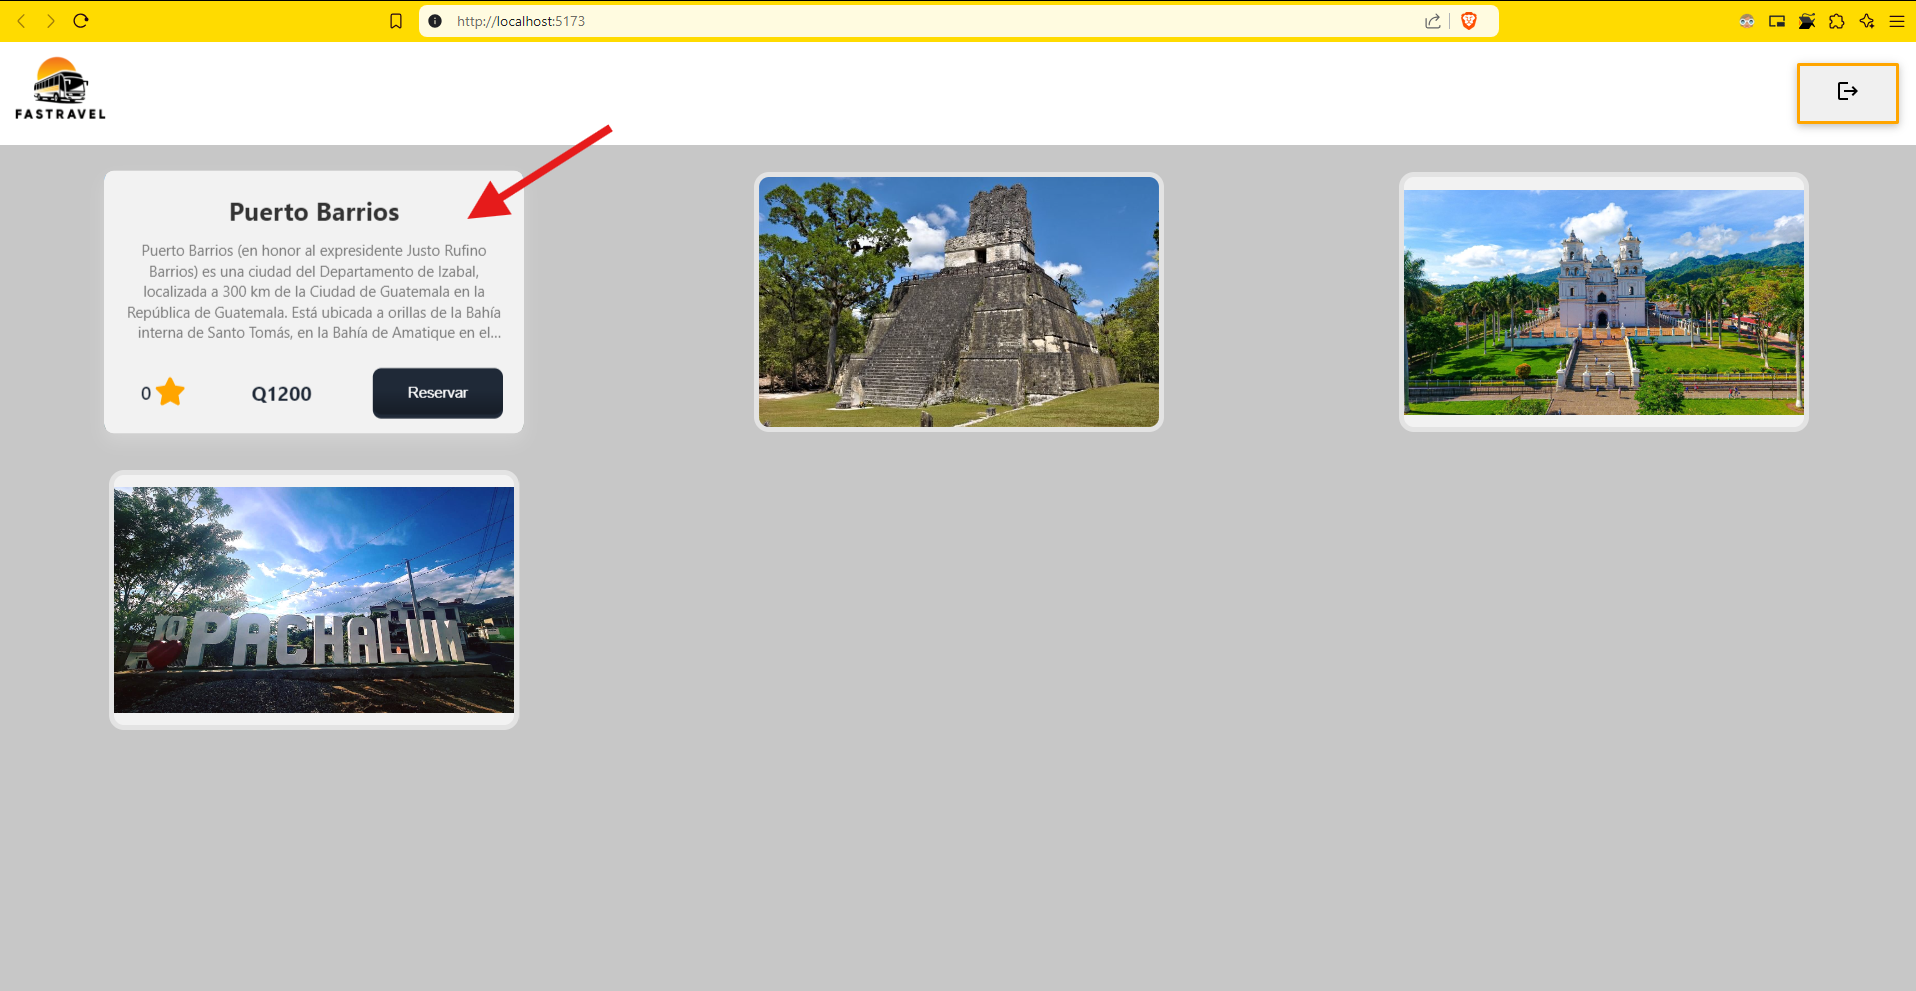 http://localhost:5173
FASTRAVEL
Puerto Barrios
Puerto Barrios (en honor al expresidente Justo Rufino
Barrios) es una ciudad del Departamento de Izabal,
localizada a 300 km de la Ciudad de Guatemala en la
República de Guatemala. Está ubicada a orillas de la Bahía
interna de Santo Tomás, en la Bahía de Amatique en el...
0
Q1200
Reservar
PACHALUM